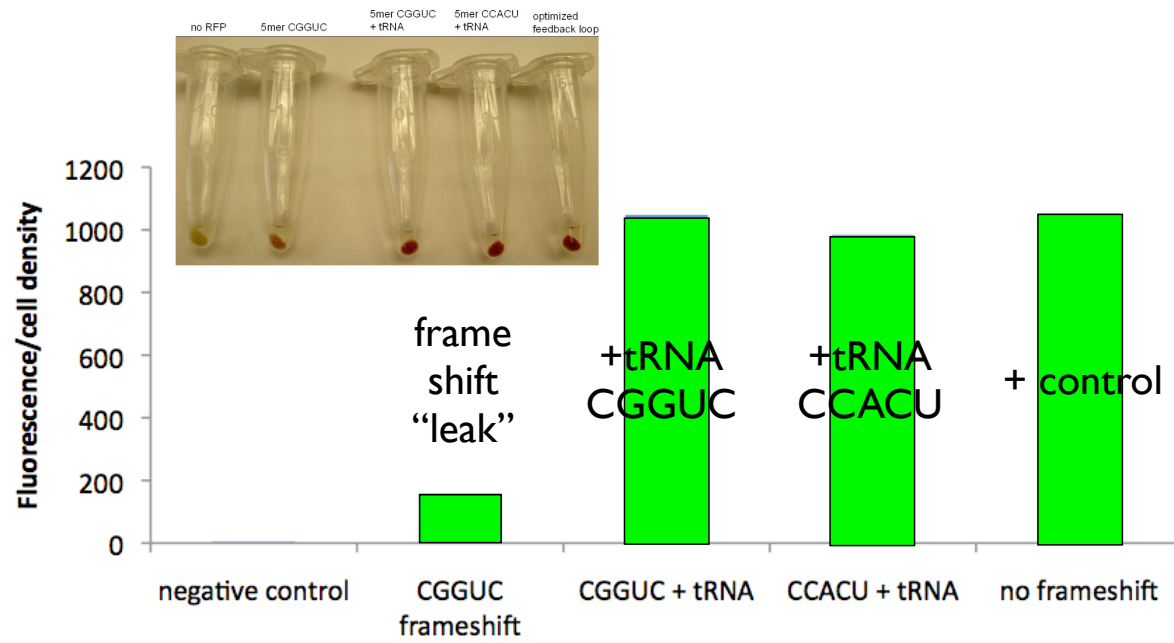 no RFP
5mer CGGUC
5mer CGGUC
+ tRNA
5mer CCACU
+ tRNA
optimized
feedback loop
Fluorescence/cell density
1200
1000
800
600
400
200
0
frame
shift
“leak”
+tRNA
CGGUC
+tRNA
CCACU
+ control
negative control
CGGUC
frameshift
CGGUC + tRNA
CCACU + tRNA
no frameshift